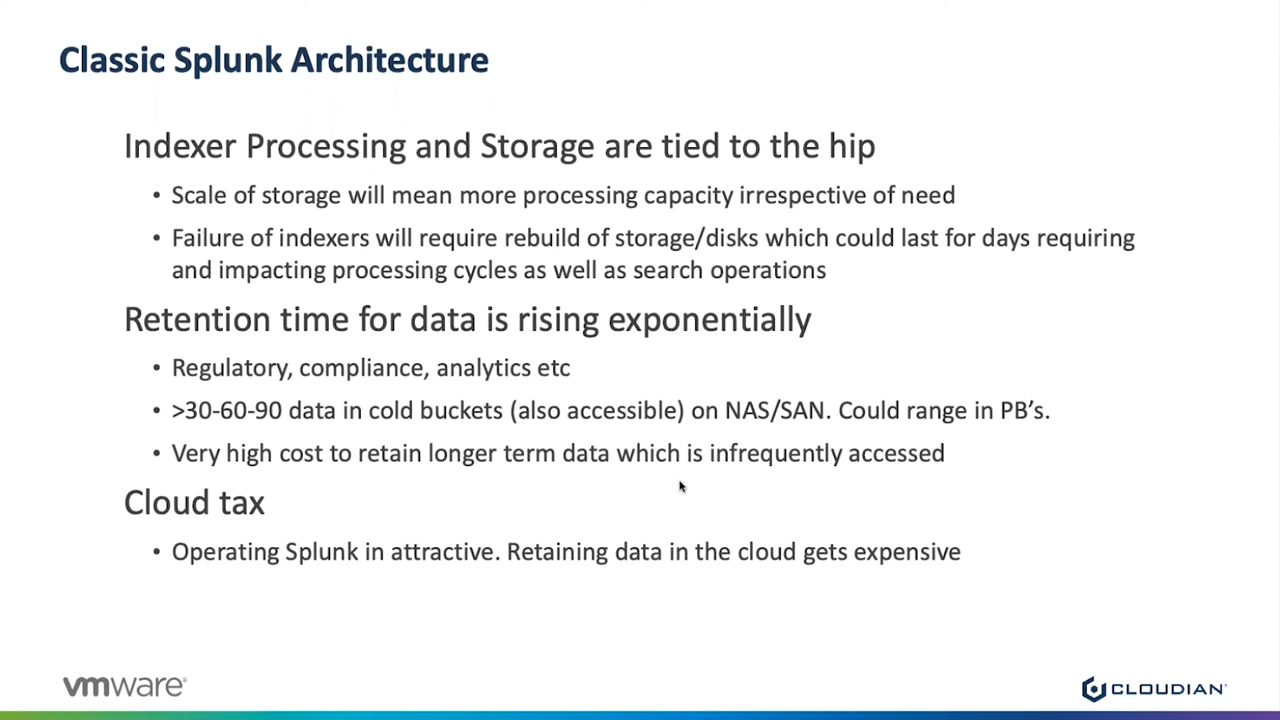 Classic Splunk Architecture
Indexer Processing and Storage are tied to the hip
• Scale of storage will mean more processing capacity irrespective of need
• Failure of indexers will require rebuild of storage/disks which could last for days requiring
and impacting processing cycles as well as search operations
Retention time for data is rising exponentially
• Regulatory, compliance, analytics etc
• >30-60-90 data in cold buckets (also accessible) on NAS/SAN. Could range in PB’s.
• Very high cost to retain longer term data which is infrequently accessed
Cloud tax
• Operating Splunk in attractive. Retaining data in the cloud gets expensive
vmware®
CLOUDIAN®